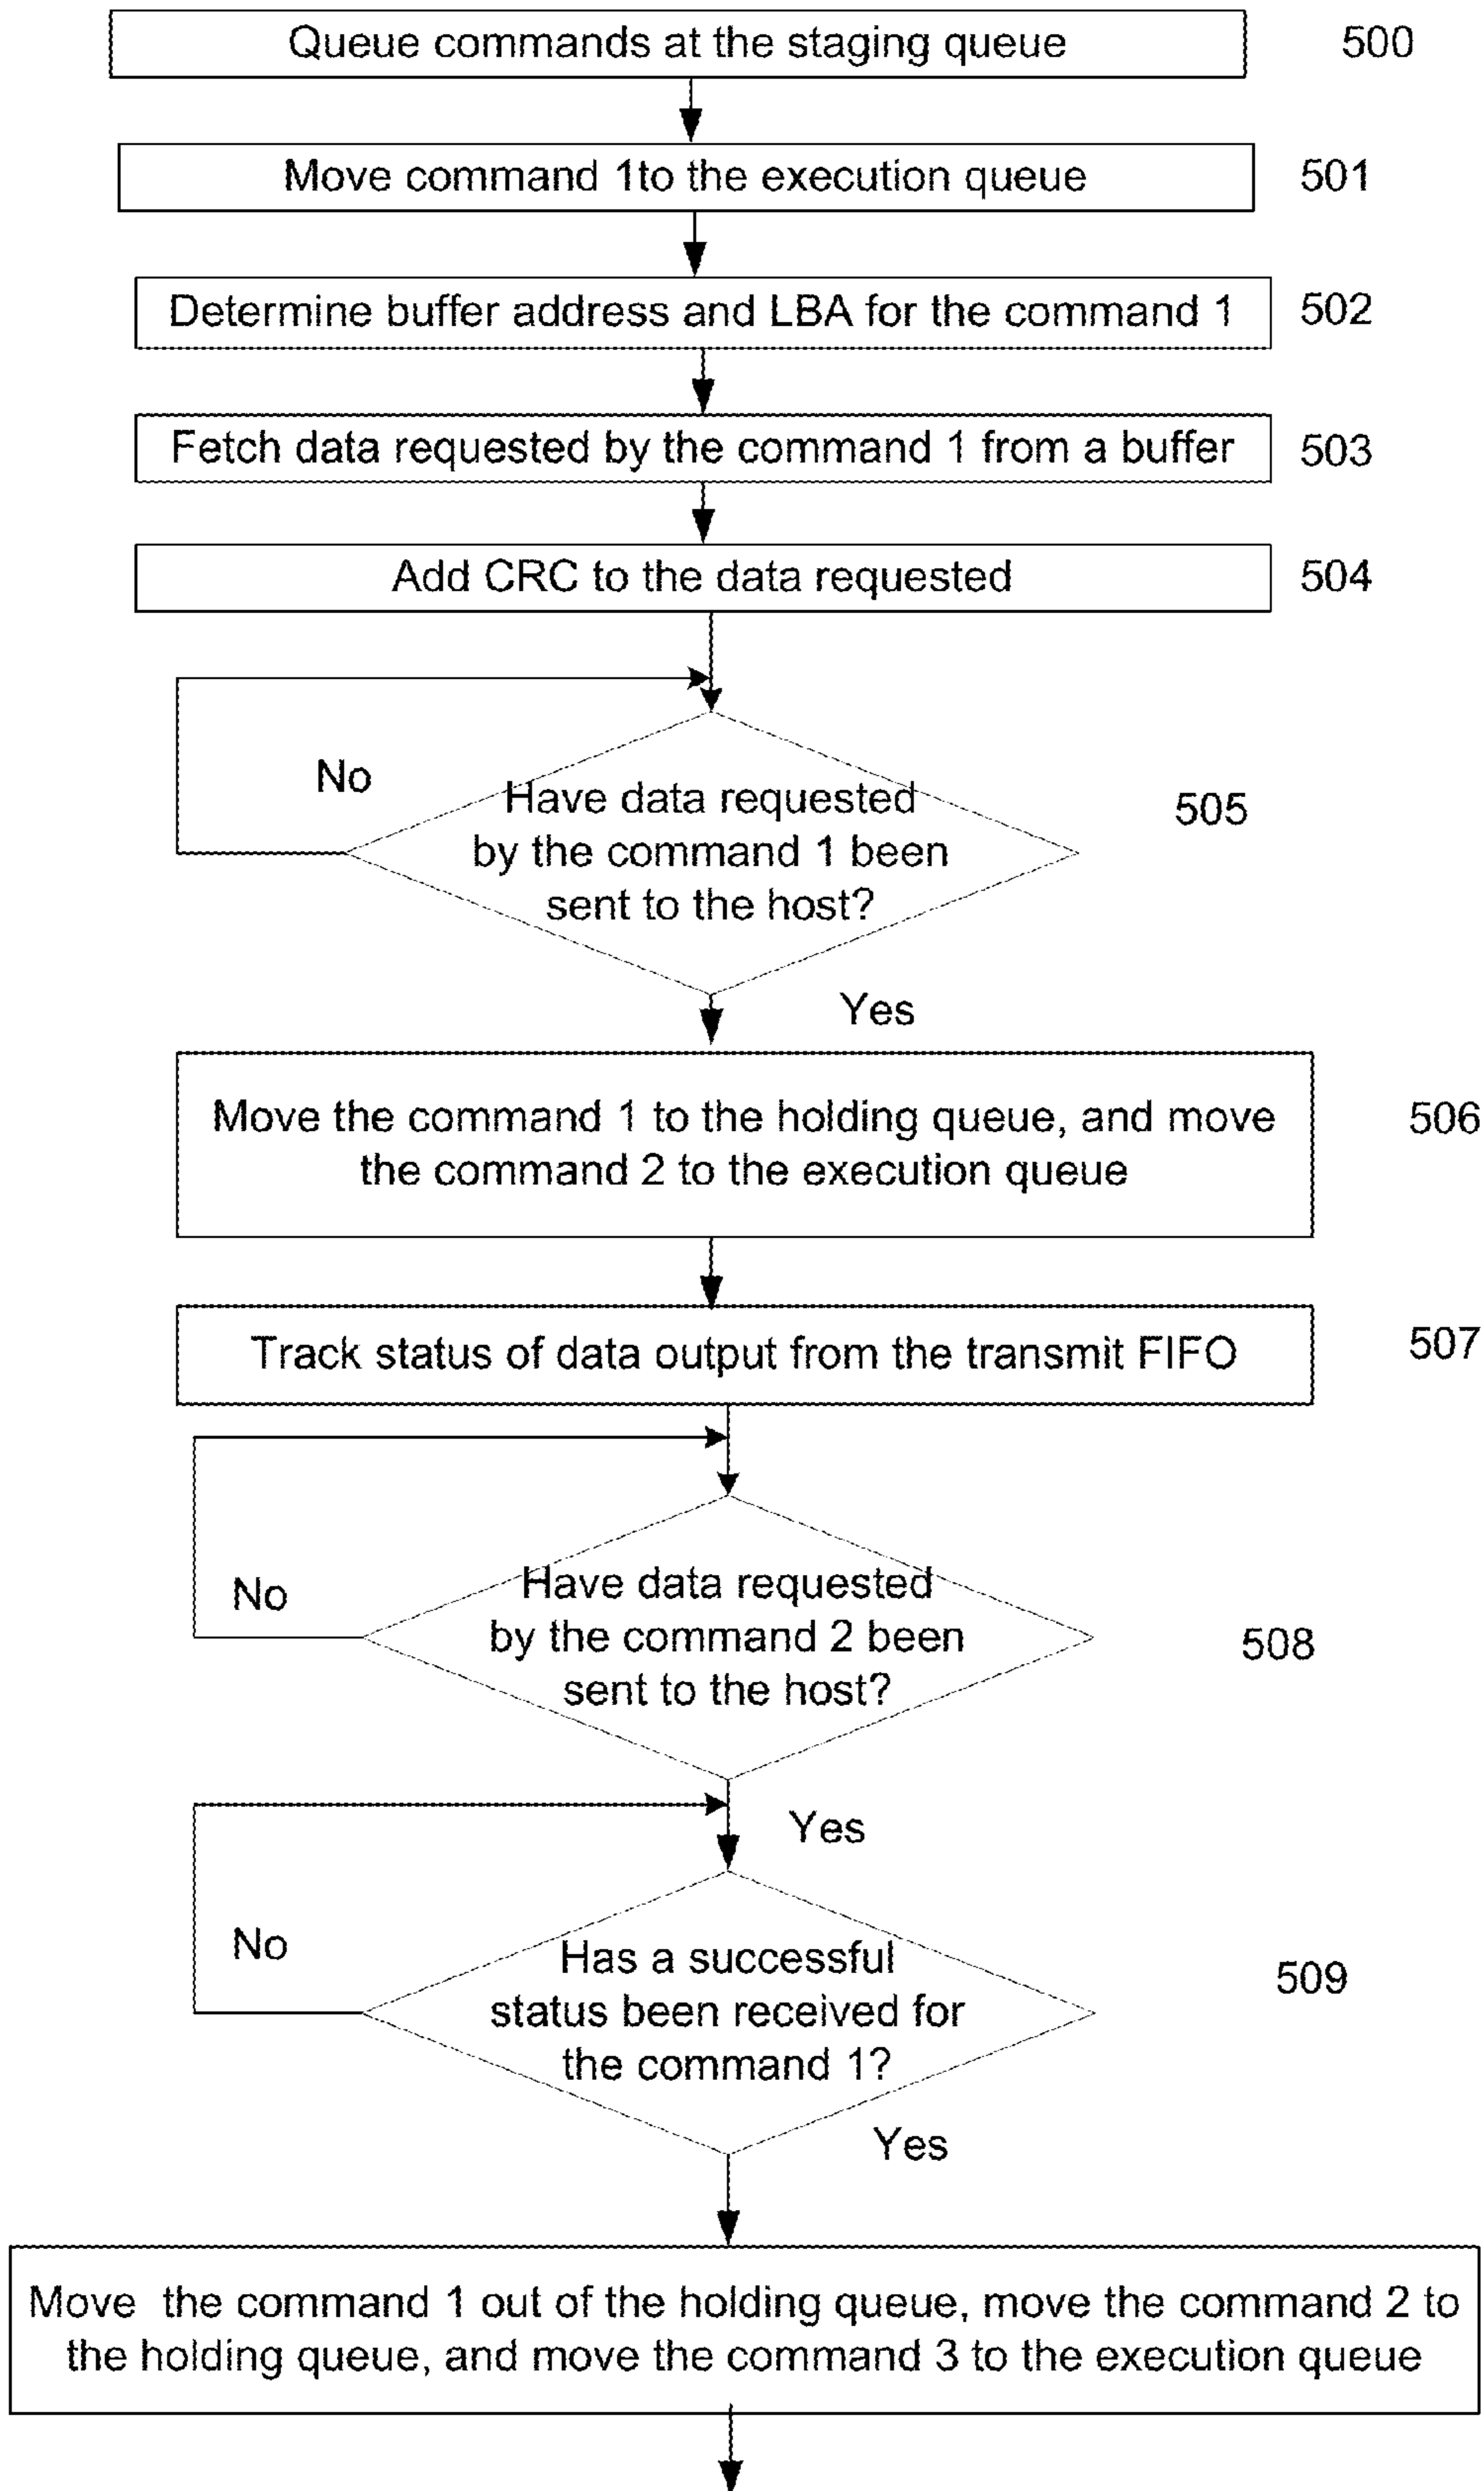 Queue commands at the staging queue 500
Move command 1to the execution queue 501
Determine buffer address and LBA for the command 1 502
Fetch data requested by the command 1 from a buffer 503
Add CRC to the data requested 504
No
Have data requested
by the command 1 been
sent to the host?
505
Yes
Move the command 1 to the holding queue, and move
the command 2 to the execution queue
506
Track status of data output from the transmit FIFO 507
No
Have data requested
by the command 2 been
sent to the host?
508
Yes
No
Has a successful
status been received for
the command 1?
509
Yes
Move the command 1 out of the holding queue, move the command 2 to
the holding queue, and move the command 3 to the execution queue